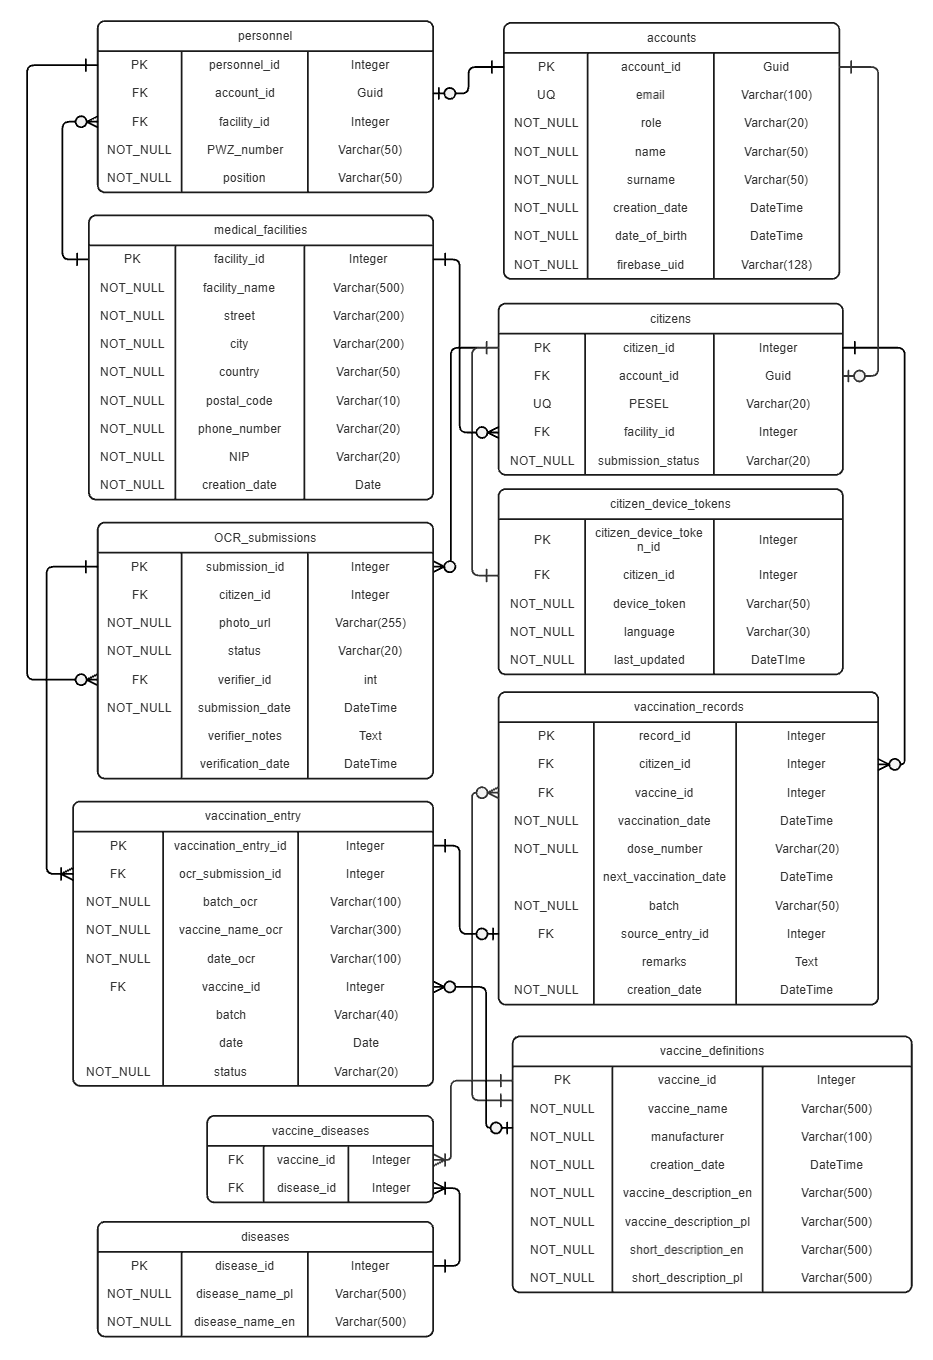 personnel
PK personnel_id Integer
FK account_id Guid
FK facility_id Integer
NOT_NULL PWZ_number Varchar(50)
NOT_NULL position Varchar(50)
accounts
PK account_id Guid
UQ email Varchar(100)
NOT_NULL role Varchar(20)
NOT_NULL name Varchar(50)
NOT_NULL surname Varchar(50)
NOT_NULL creation_date DateTime
NOT_NULL date_of_birth DateTime
NOT_NULL firebase_uid Varchar(128)
medical_facilities
PK facility_id Integer
NOT_NULL facility_name Varchar(500)
NOT_NULL street Varchar(200)
NOT_NULL city Varchar(200)
NOT_NULL country Varchar(50)
NOT_NULL postal_code Varchar(10)
NOT_NULL phone_number Varchar(20)
NOT_NULL NIP Varchar(20)
NOT_NULL creation_date Date
citizens
PK citizen_id Integer
FK account_id Guid
UQ PESEL Varchar(20)
FK facility_id Integer
NOT_NULL submission_status Varchar(20)
citizen_device_tokens
PK citizen_device_toke Integer
n_id
FK citizen_id Integer
NOT_NULL device_token Varchar(50)
NOT_NULL language Varchar(30)
NOT_NULL last_updated DateTIme
OCR_submissions
PK submission_id Integer
FK citizen_id Integer
NOT_NULL photo_url Varchar(255)
NOT_NULL status Varchar(20)
FK verifier_id int
NOT_NULL submission_date DateTime
verifier_notes Text
verification_date DateTime
vaccination_records
PK record_id Integer
FK citizen_id Integer
FK vaccine_id Integer
NOT_NULL vaccination_date DateTime
NOT_NULL dose_number Varchar(20)
next_vaccination_date DateTime
NOT_NULL batch Varchar(50)
FK source_entry_id Integer
remarks Text
NOT_NULL creation_date DateTime
vaccination_entry
PK vaccination_entry_id Integer
FK ocr_submission_id Integer
NOT_NULL batch_ocr Varchar(100)
NOT_NULL vaccine_name_ocr Varchar(300)
NOT_NULL date_ocr Varchar(100)
FK vaccine_id Integer
batch Varchar(40)
date Date
NOT_NULL status Varchar(20)
vaccine_definitions
PK vaccine_id Integer
NOT_NULL vaccine_name Varchar(500)
NOT_NULL manufacturer Varchar(100)
NOT_NULL creation_date DateTime
NOT_NULL vaccine_description_en Varchar(500)
NOT_NULL vaccine_description_pl Varchar(500)
NOT_NULL short_description_en Varchar(500)
NOT_NULL short_description_pl Varchar(500)
vaccine_diseases
FK vaccine_id Integer
FK disease_id Integer
diseases
PK disease_id Integer
NOT_NULL disease_name_pl Varchar(500)
NOT_NULL disease_name_en Varchar(500)